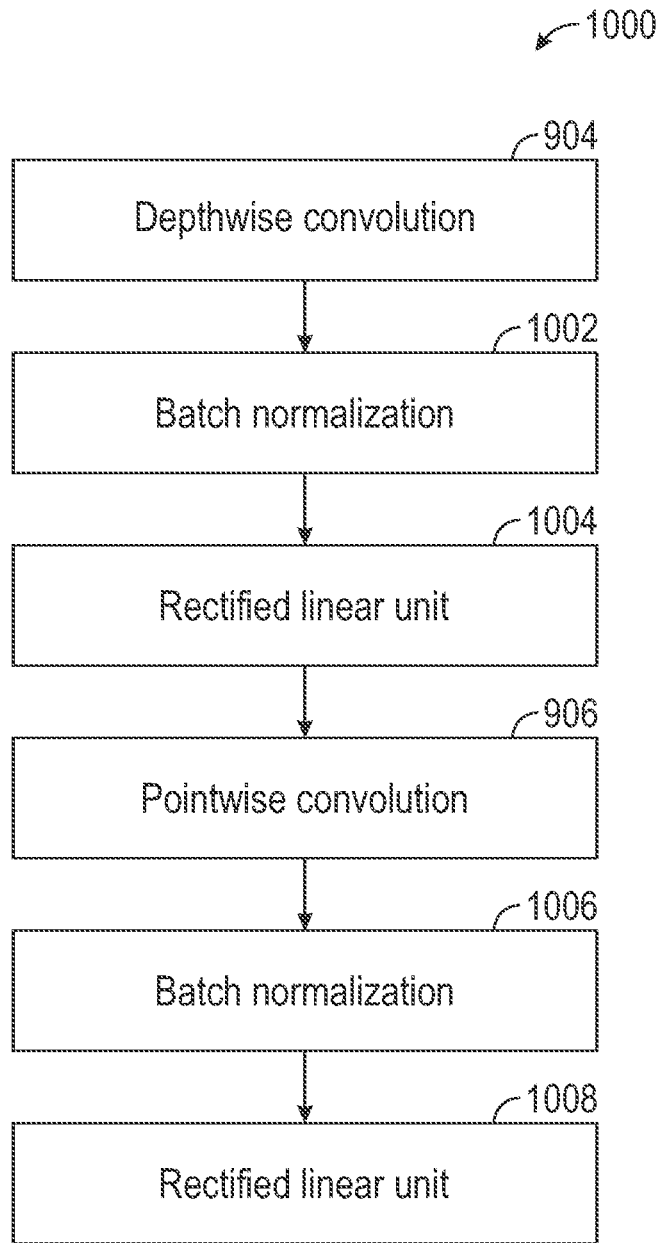 1000
904
Depthwise convolution
1002
Batch normalization
1004
Rectified linear unit
906
Pointwise convolution
1006
Batch normalization
1008
Rectified linear unit